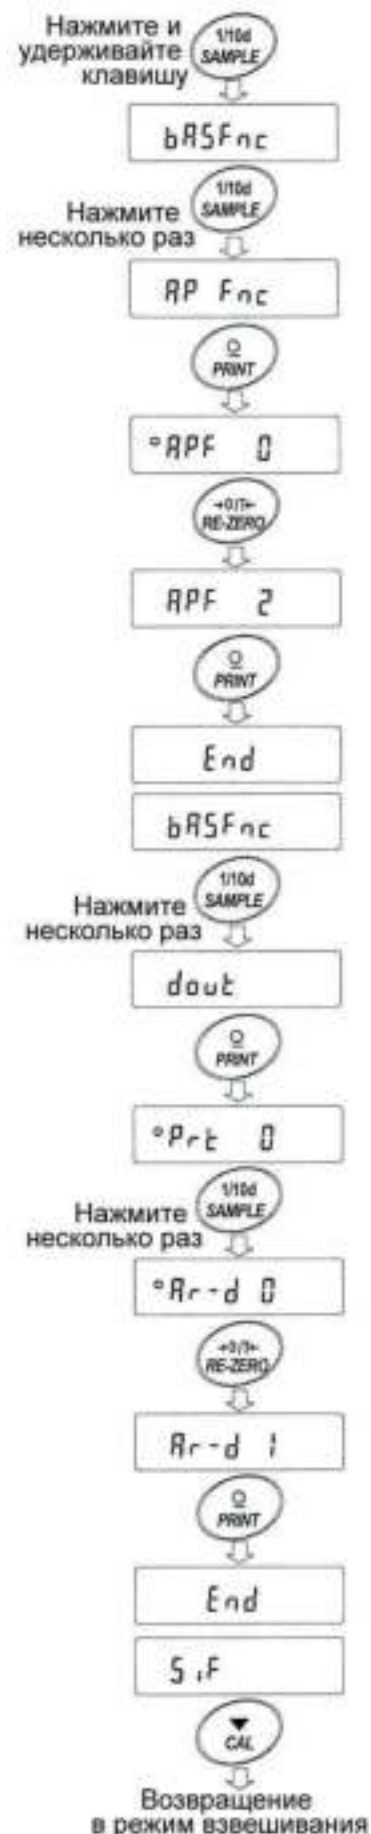 Нажмите и
удерживайте
клавишу
1/10d
SAMPLE
bASFnc
Нажмите
несколько раз
1/10d
SAMPLE
AP Fnc
PRINT
°APF 0
→0/T←
RE-ZERO
APF 2
PRINT
End
bASFnc
Нажмите
несколько раз
1/10d
SAMPLE
dout
PRINT
°Prt 0
Нажмите
несколько раз
1/10d
SAMPLE
°Ar-d 0
→0/T←
RE-ZERO
Ar-d 1
PRINT
End
SiF
CAL
Возвращение
в режим взвешивания